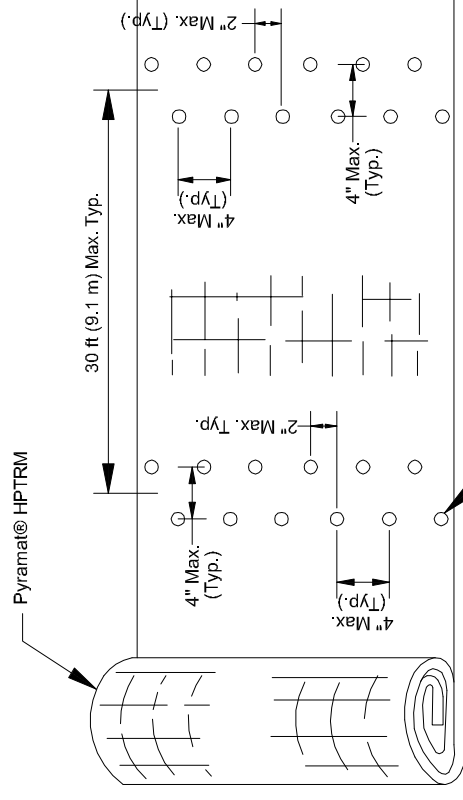 Pyramat® HPTRM
30 ft (9.1 m) Max. Typ.
2" Max. (Typ.)
4" Max.
(Typ.)
4" Max.
(Typ.)
2" Max. Typ.
4" Max.
(Typ.)
4" Max.
(Typ.)